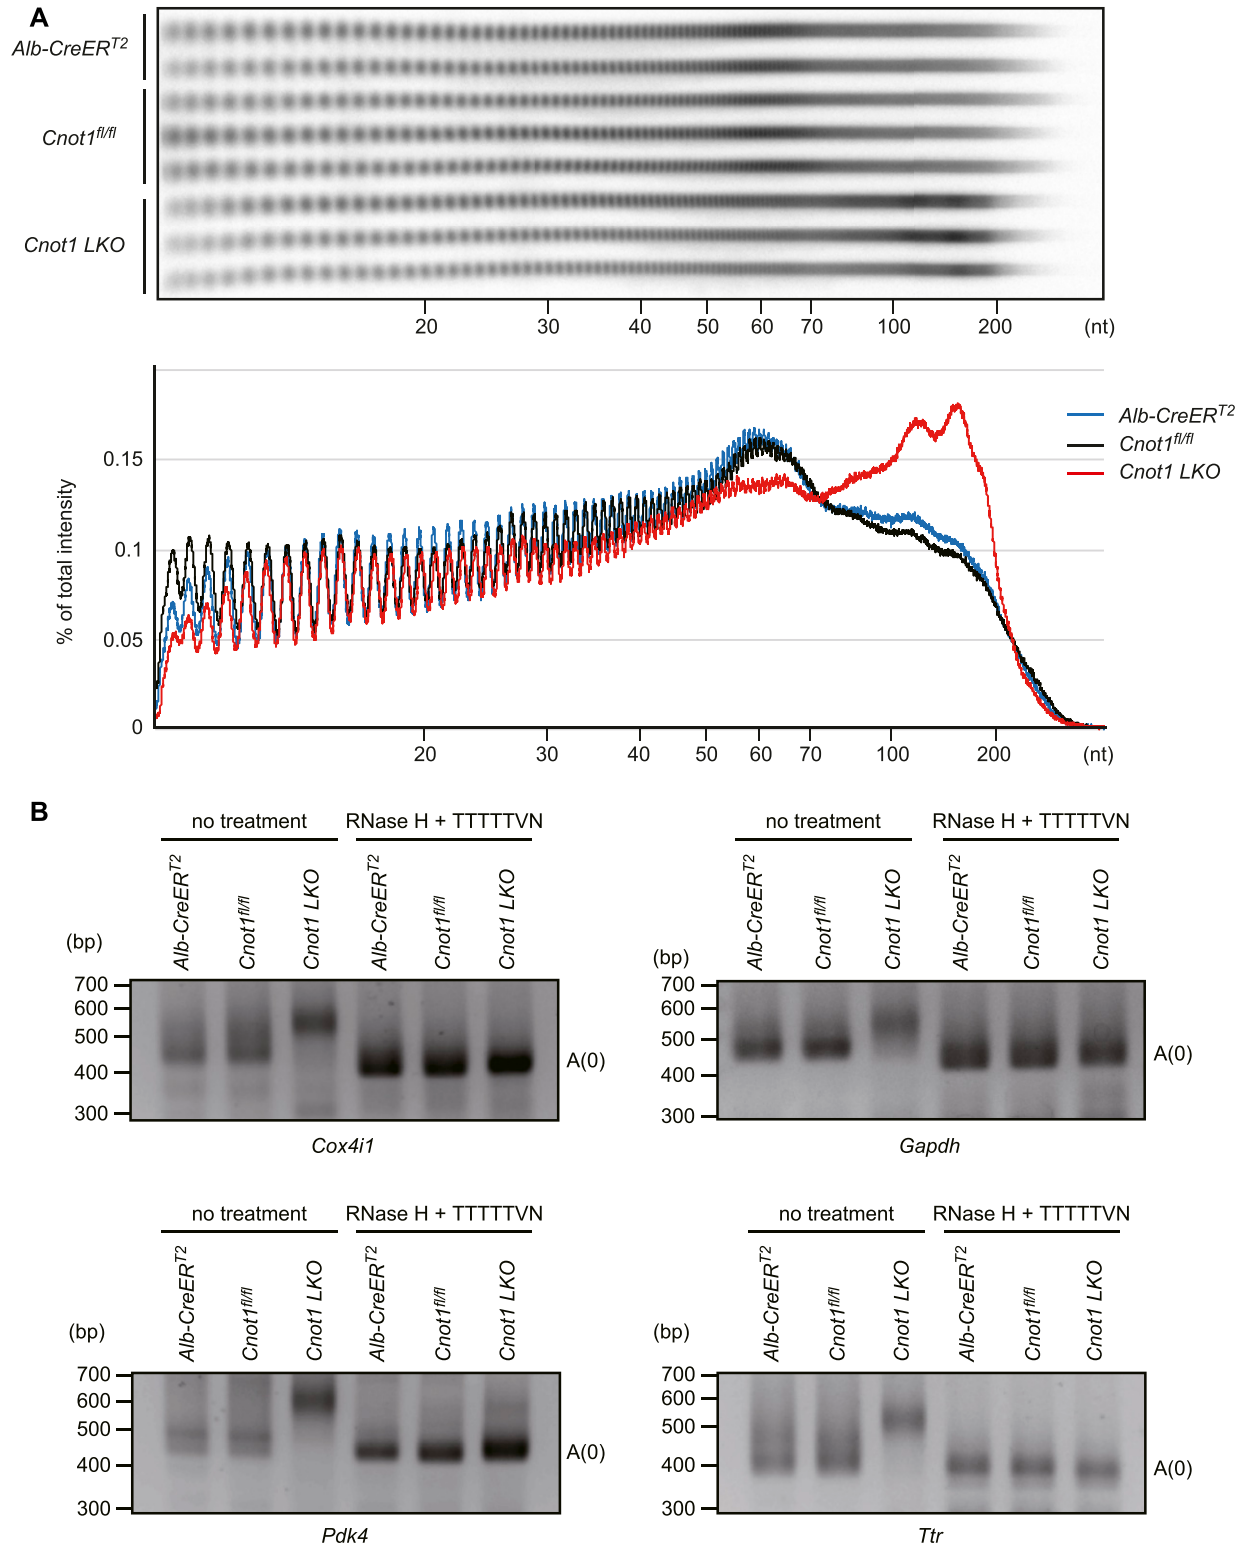 A
Alb-CreERT2
Cnot1fl/fl
Cnot1 LKO
20 30 40 50 60 70 100 200 (nt)
% of total intensity
0.15
0.1
0.05
0
Alb-CreERT2
Cnot1fl/fl
Cnot1 LKO
20 30 40 50 60 70 100 200 (nt)
B
no treatment RNase H + TTTTTVN
Alb-CreERT2 Cnot1fl/fl Cnot1 LKO Alb-CreERT2 Cnot1fl/fl Cnot1 LKO
(bp)
700
600
500
400
300
A(0)
Cox4i1
no treatment RNase H + TTTTTVN
Alb-CreERT2 Cnot1fl/fl Cnot1 LKO Alb-CreERT2 Cnot1fl/fl Cnot1 LKO
(bp)
700
600
500
400
300
A(0)
Gapdh
no treatment RNase H + TTTTTVN
Alb-CreERT2 Cnot1fl/fl Cnot1 LKO Alb-CreERT2 Cnot1fl/fl Cnot1 LKO
(bp)
700
600
500
400
300
A(0)
Pdk4
no treatment RNase H + TTTTTVN
Alb-CreERT2 Cnot1fl/fl Cnot1 LKO Alb-CreERT2 Cnot1fl/fl Cnot1 LKO
(bp)
700
600
500
400
300
A(0)
Ttr